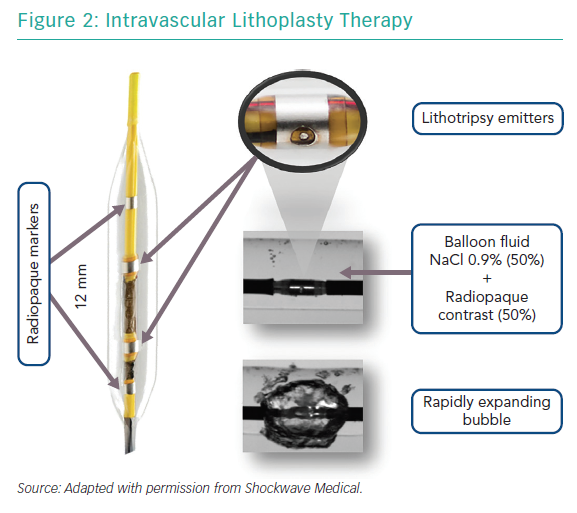 Figure 2: Intravascular Lithoplasty Therapy
Radiopaque markers
12 mm
Lithotripsy emitters
Balloon fluid
NaCl 0.9% (50%)
+
Radiopaque
contrast (50%)
Rapidly expanding
bubble
Source: Adapted with permission from Shockwave Medical.